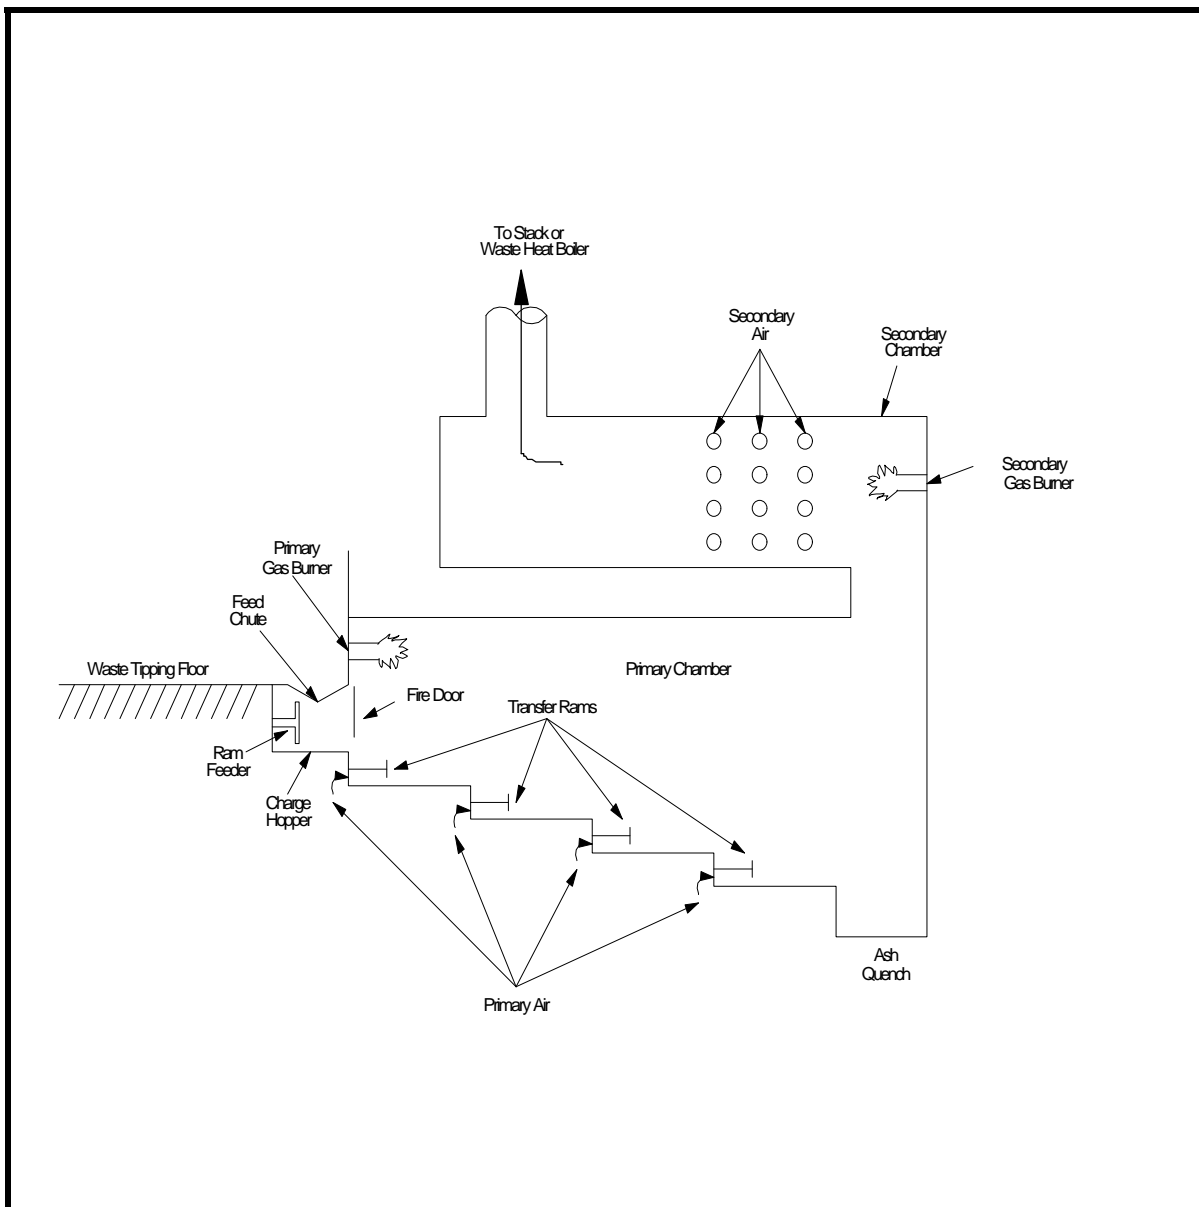 To Stack or
Waste Heat Boiler
Secondary
Air
Secondary
Chamber
Secondary
Gas Burner
Primary
Gas Burner
Feed
Chute
Waste Tipping Floor
Primary Chamber
Fire Door
Transfer Rams
Ram
Feeder
Charge
Hopper
Ash
Quench
Primary Air